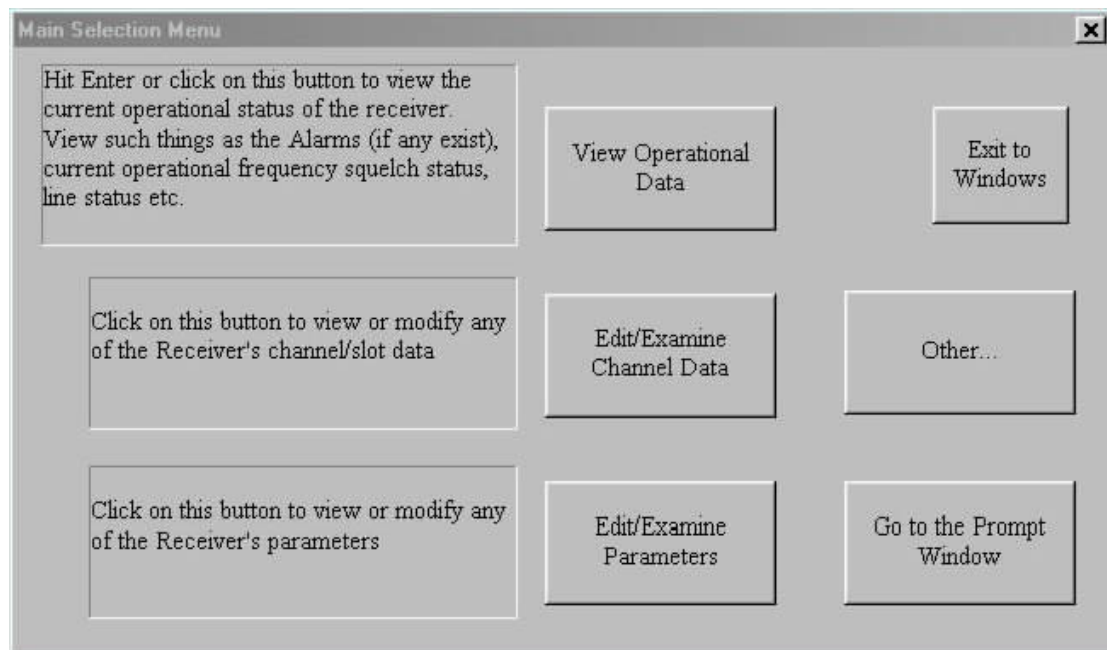 Main Selection Menu
Hit Enter or click on this button to view the
current operational status of the receiver.
View such things as the Alarms (if any exist),
current operational frequency squelch status,
line status etc.
View Operational
Data
Exit to
Windows
Click on this button to view or modify any
of the Receiver's channel/slot data
Edit/Examine
Channel Data
Other...
Click on this button to view or modify any
of the Receiver's parameters
Edit/Examine
Parameters
Go to the Prompt
Window